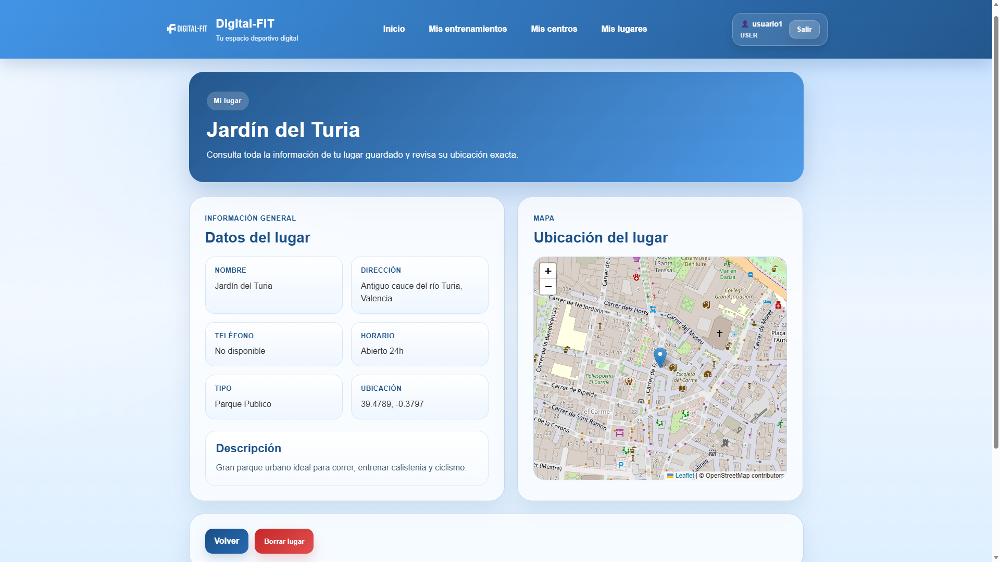 DIGITAL-FIT
Digital-FIT
Tu espacio deportivo digital
Inicio
Mis entrenamientos
Mis centros
Mis lugares
usuario1
USER
Salir
Mi lugar
Jardín del Turia
Consulta toda la información de tu lugar guardado y revisa su ubicación exacta.
INFORMACIÓN GENERAL
Datos del lugar
NOMBRE
Jardín del Turia
DIRECCIÓN
Antiguo cauce del río Turia,
Valencia
TELÉFONO
No disponible
HORARIO
Abierto 24h
TIPO
Parque Publico
UBICACIÓN
39.4789, -0.3797
Descripción
Gran parque urbano ideal para correr, entrenar calistenia y ciclismo.
MAPA
Ubicación del lugar
+
−
i Santa
Teresa
Casa Museu
Benlluire
Mar en
Danza
Col·legi
Gran Asociación
Carrer de Na Jordana
Carrer dels Horts
Carrer del Museu
Carrer de Moret
Carrer de la Beneficència
Plaça
Poliesportiu
El Carme
Escoleta
del Carme
Carrer de Ripalda
el Carme
Carrer de Sant Ramon
r de la Corona
er (Mestra)
Leaflet | © OpenStreetMap contributors
Volver
Borrar lugar